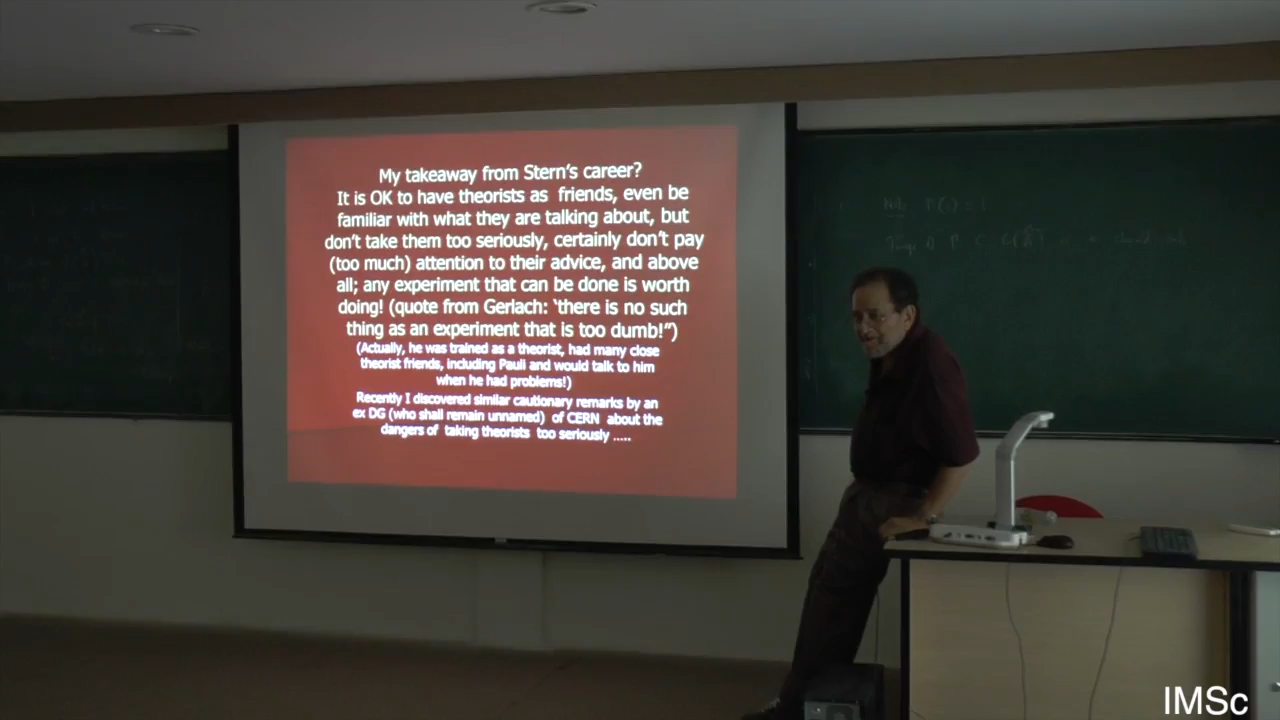 My takeaway from Stern's career?
It is OK to have theorists as friends, even be
familiar with what they are talking about, but
don't take them too seriously, certainly don't pay
(too much) attention to their advice, and above
all; any experiment that can be done is worth
doing! (quote from Gerlach: 'there is no such
thing as an experiment that is too dumb!")
(Actually, he was trained as a theorist, had many close
theorist friends, including Pauli and would talk to him
when he had problems!)
Recently I discovered similar cautionary remarks by an
ex DG (who shall remain unnamed) of CERN about the
dangers of taking theorists too seriously .....
IMSc